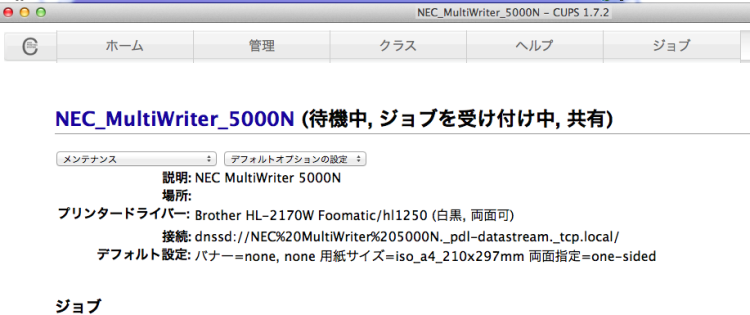 NEC_MultiWriter_5000N – CUPS 1.7.2
ホーム 管理 クラス ヘルプ ジョブ
NEC_MultiWriter_5000N (待機中, ジョブを受け付け中, 共有)
メンテナンス デフォルトオプションの設定
説明: NEC MultiWriter 5000N
場所:
プリンタードライバー: Brother HL-2170W Foomatic/hl1250 (白黒, 両面可)
接続: dnssd://NEC%20MultiWriter%205000N._pdl-datastream._tcp.local/
デフォルト設定: バナー=none, none 用紙サイズ=iso_a4_210x297mm 両面指定=one-sided
ジョブ